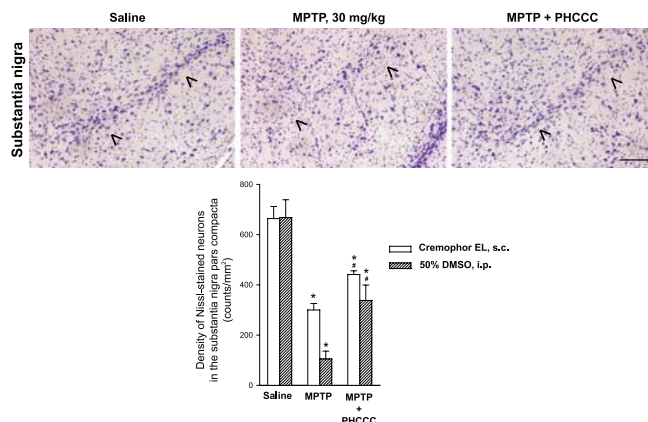 Saline
MPTP, 30 mg/kg
MPTP + PHCCC
Substantia nigra
Density of Nissl-stained neurons
in the substantia nigra pars compacta
(counts/mm²)
800
600
400
200
0
*
*
*
#
*
#
Cremophor EL, s.c.
50% DMSO, i.p.
Saline
MPTP
MPTP
+
PHCCC